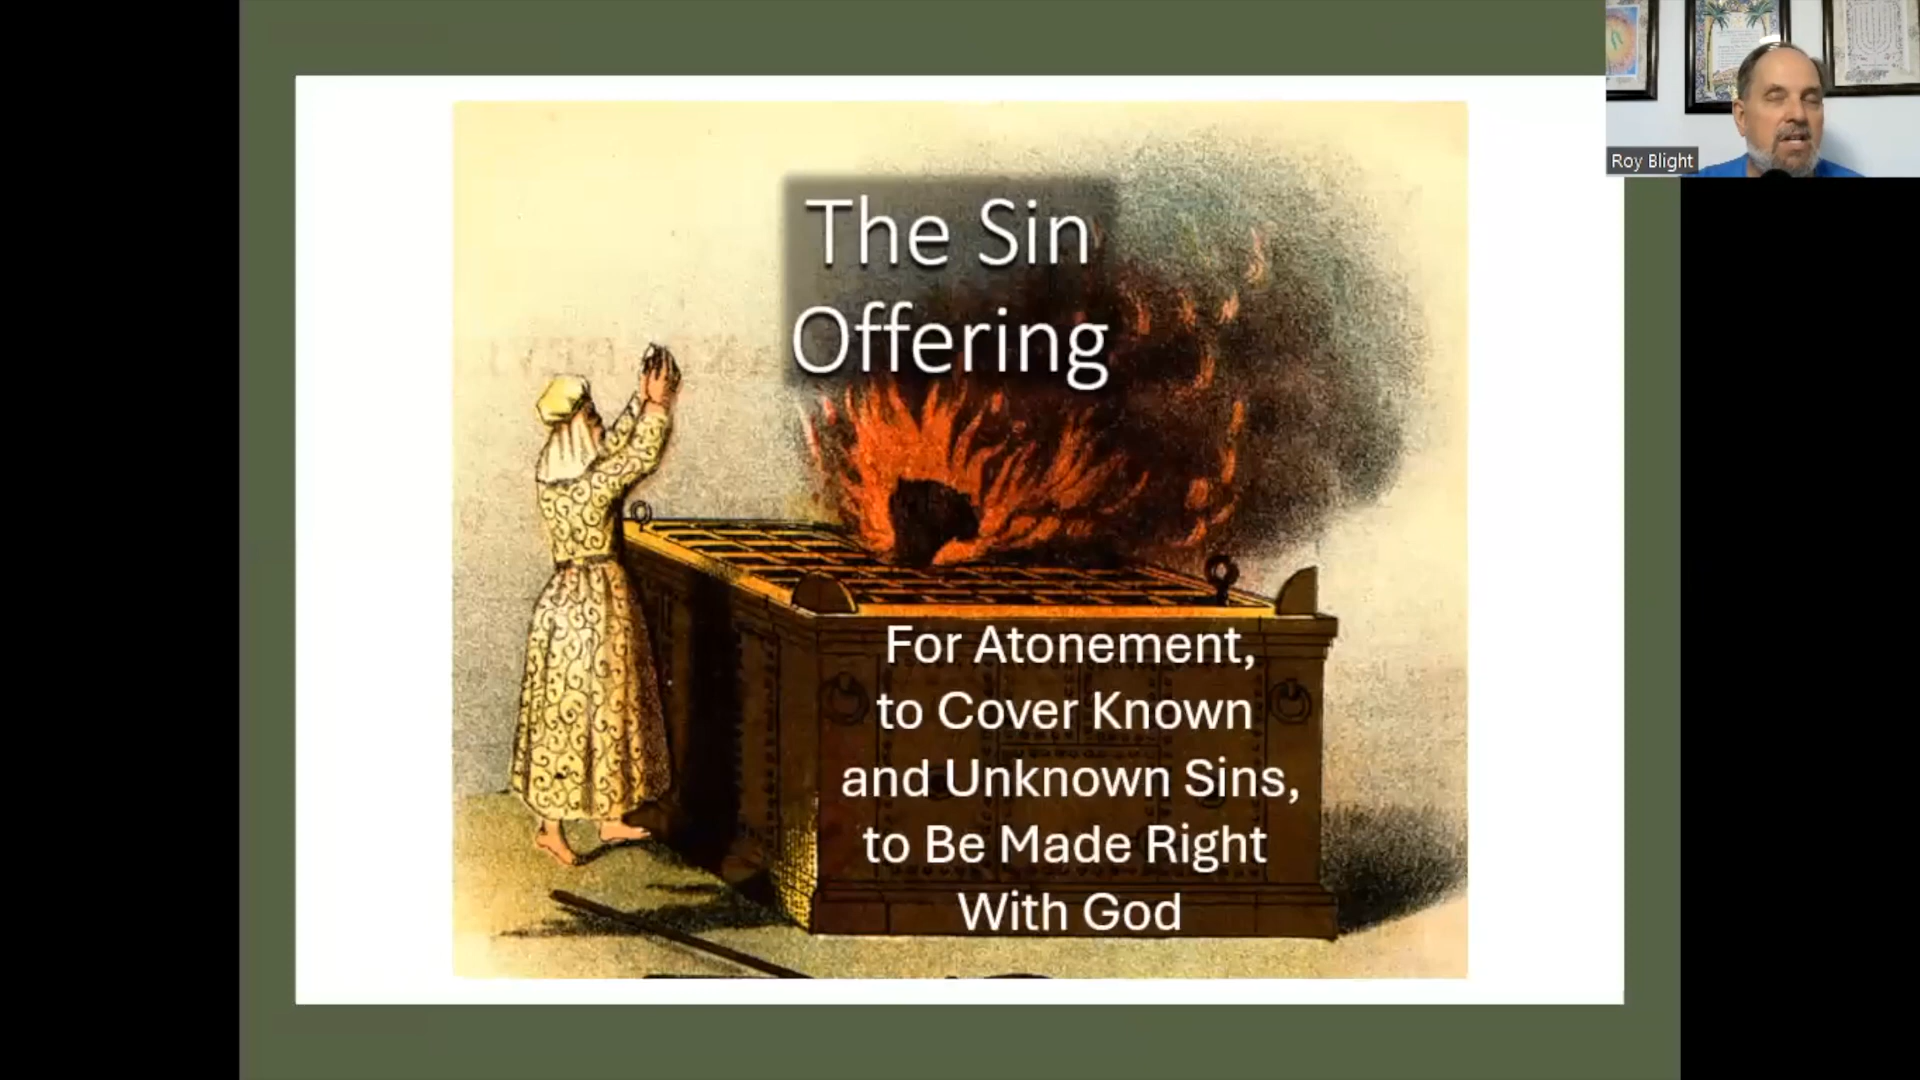 The Sin
Offering
For Atonement,
to Cover Known
and Unknown Sins,
to Be Made Right
With God
Roy Blight